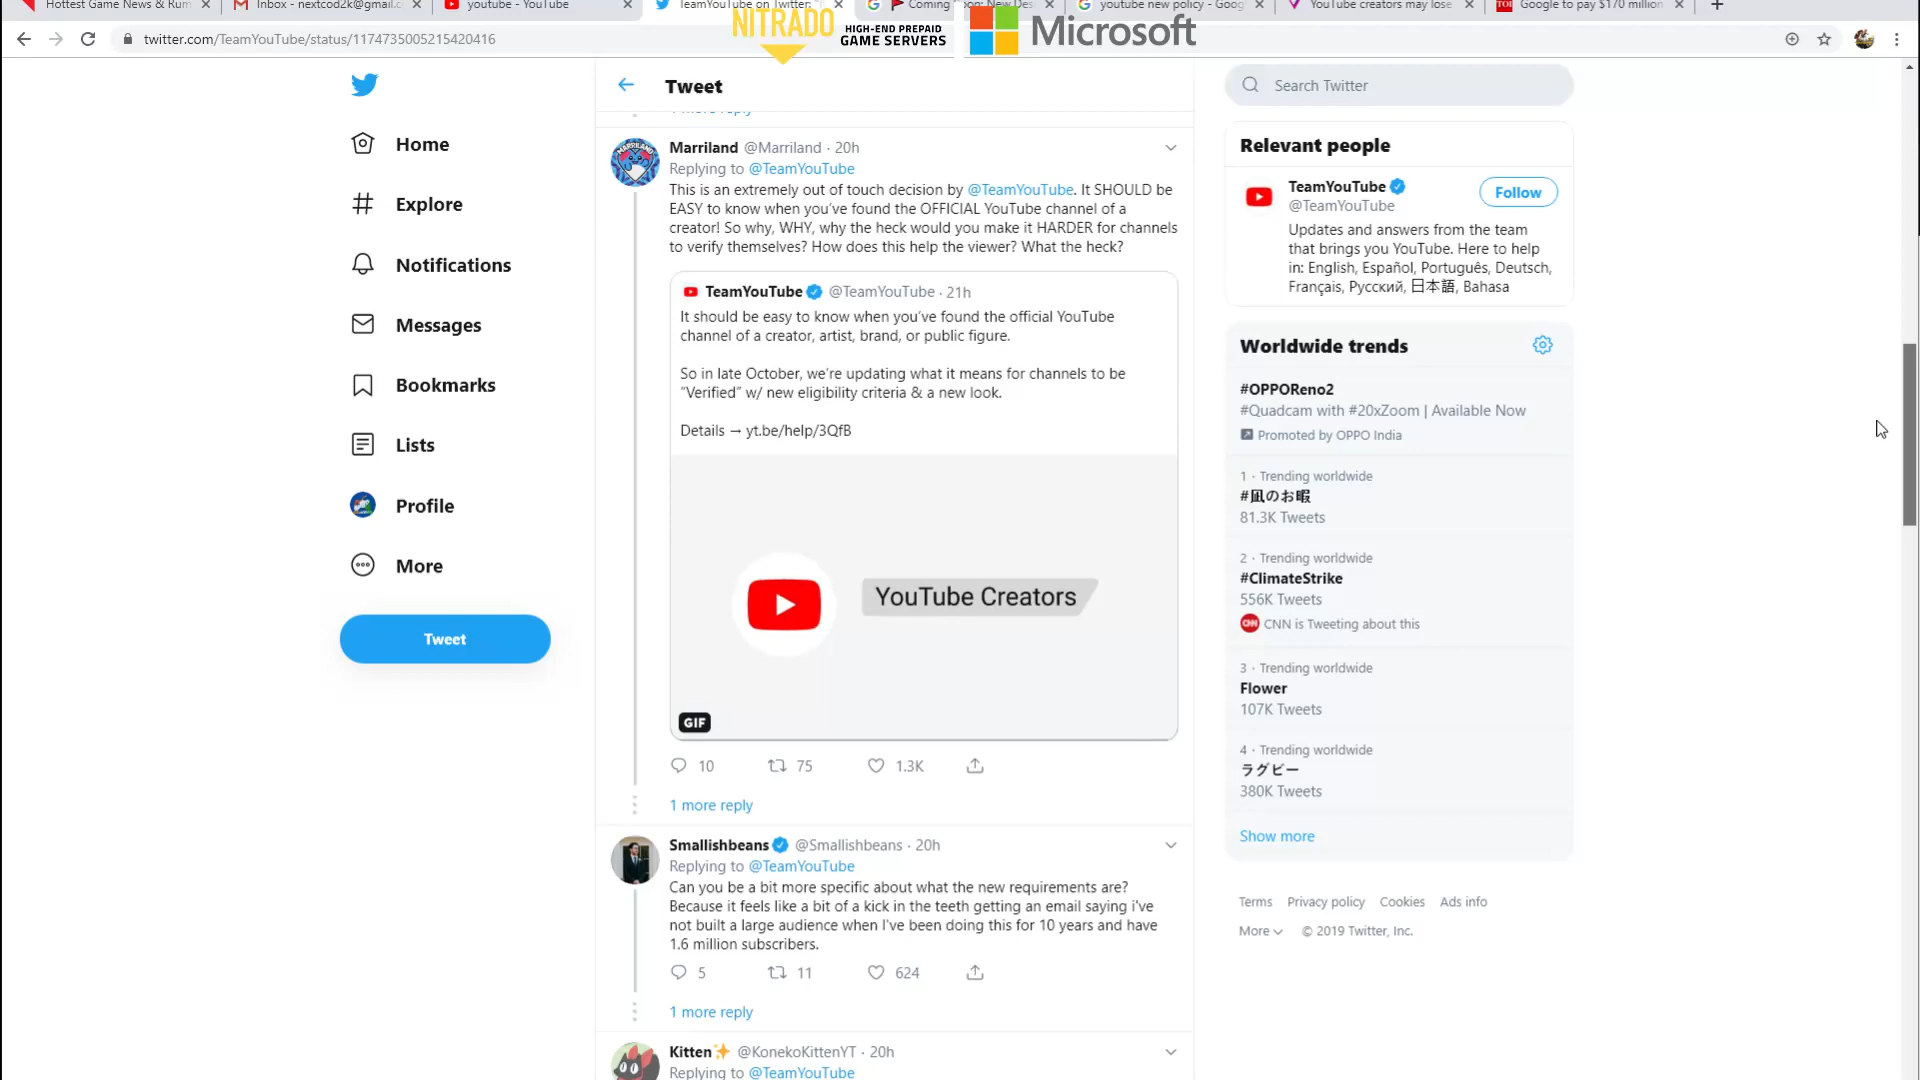 Hottest Game News & Rum
Inbox - nextcod2k@gmail.c
youtube - YouTube
TeamYouTube on Twitter: "
Coming Soon: New Des
youtube new policy - Goog
YouTube creators may lose
TOI Google to pay $170 million
NITRADO
HIGH-END PREPAID
GAME SERVERS
Microsoft
twitter.com/TeamYouTube/status/1174735005215420416
Home
Explore
Notifications
Messages
Bookmarks
Lists
Profile
More
Tweet
Tweet
1 more reply
Marriland @Marriland · 20h
Replying to @TeamYouTube
This is an extremely out of touch decision by @TeamYouTube. It SHOULD be
EASY to know when you've found the OFFICIAL YouTube channel of a
creator! So why, WHY, why the heck would you make it HARDER for channels
to verify themselves? How does this help the viewer? What the heck?
TeamYouTube @TeamYouTube · 21h
It should be easy to know when you've found the official YouTube
channel of a creator, artist, brand, or public figure.
So in late October, we're updating what it means for channels to be
"Verified" w/ new eligibility criteria & a new look.
Details → yt.be/help/3QfB
YouTube Creators
GIF
10 75 1.3K
1 more reply
Smallishbeans @Smallishbeans · 20h
Replying to @TeamYouTube
Can you be a bit more specific about what the new requirements are?
Because it feels like a bit of a kick in the teeth getting an email saying i've
not built a large audience when I've been doing this for 10 years and have
1.6 million subscribers.
5 11 624
1 more reply
Kitten✨ @KonekoKittenYT · 20h
Replying to @TeamYouTube
Search Twitter
Relevant people
TeamYouTube
@TeamYouTube
Follow
Updates and answers from the team
that brings you YouTube. Here to help
in: English, Español, Português, Deutsch,
Français, Русский, 日本語, Bahasa
Worldwide trends
#OPPOReno2
#Quadcam with #20xZoom | Available Now
Promoted by OPPO India
1 · Trending worldwide
#凪のお暇
81.3K Tweets
2 · Trending worldwide
#ClimateStrike
556K Tweets
CNN CNN is Tweeting about this
3 · Trending worldwide
Flower
107K Tweets
4 · Trending worldwide
ラグビー
380K Tweets
Show more
Terms Privacy policy Cookies Ads info
More © 2019 Twitter, Inc.